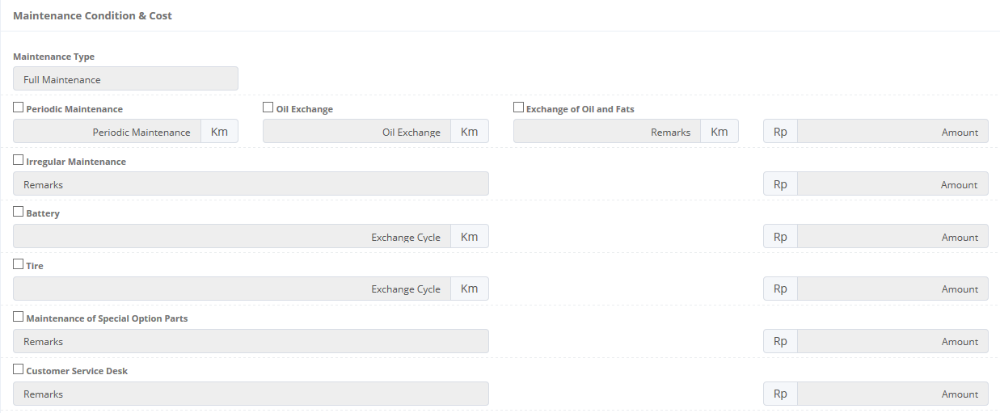 Maintenance Condition & Cost
Maintenance Type
Full Maintenance
Periodic Maintenance Oil Exchange Exchange of Oil and Fats
Periodic Maintenance Km Oil Exchange Km Remarks Km Rp Amount
Irregular Maintenance
Remarks Rp Amount
Battery
Exchange Cycle Km Rp Amount
Tire
Exchange Cycle Km Rp Amount
Maintenance of Special Option Parts
Remarks Rp Amount
Customer Service Desk
Remarks Rp Amount